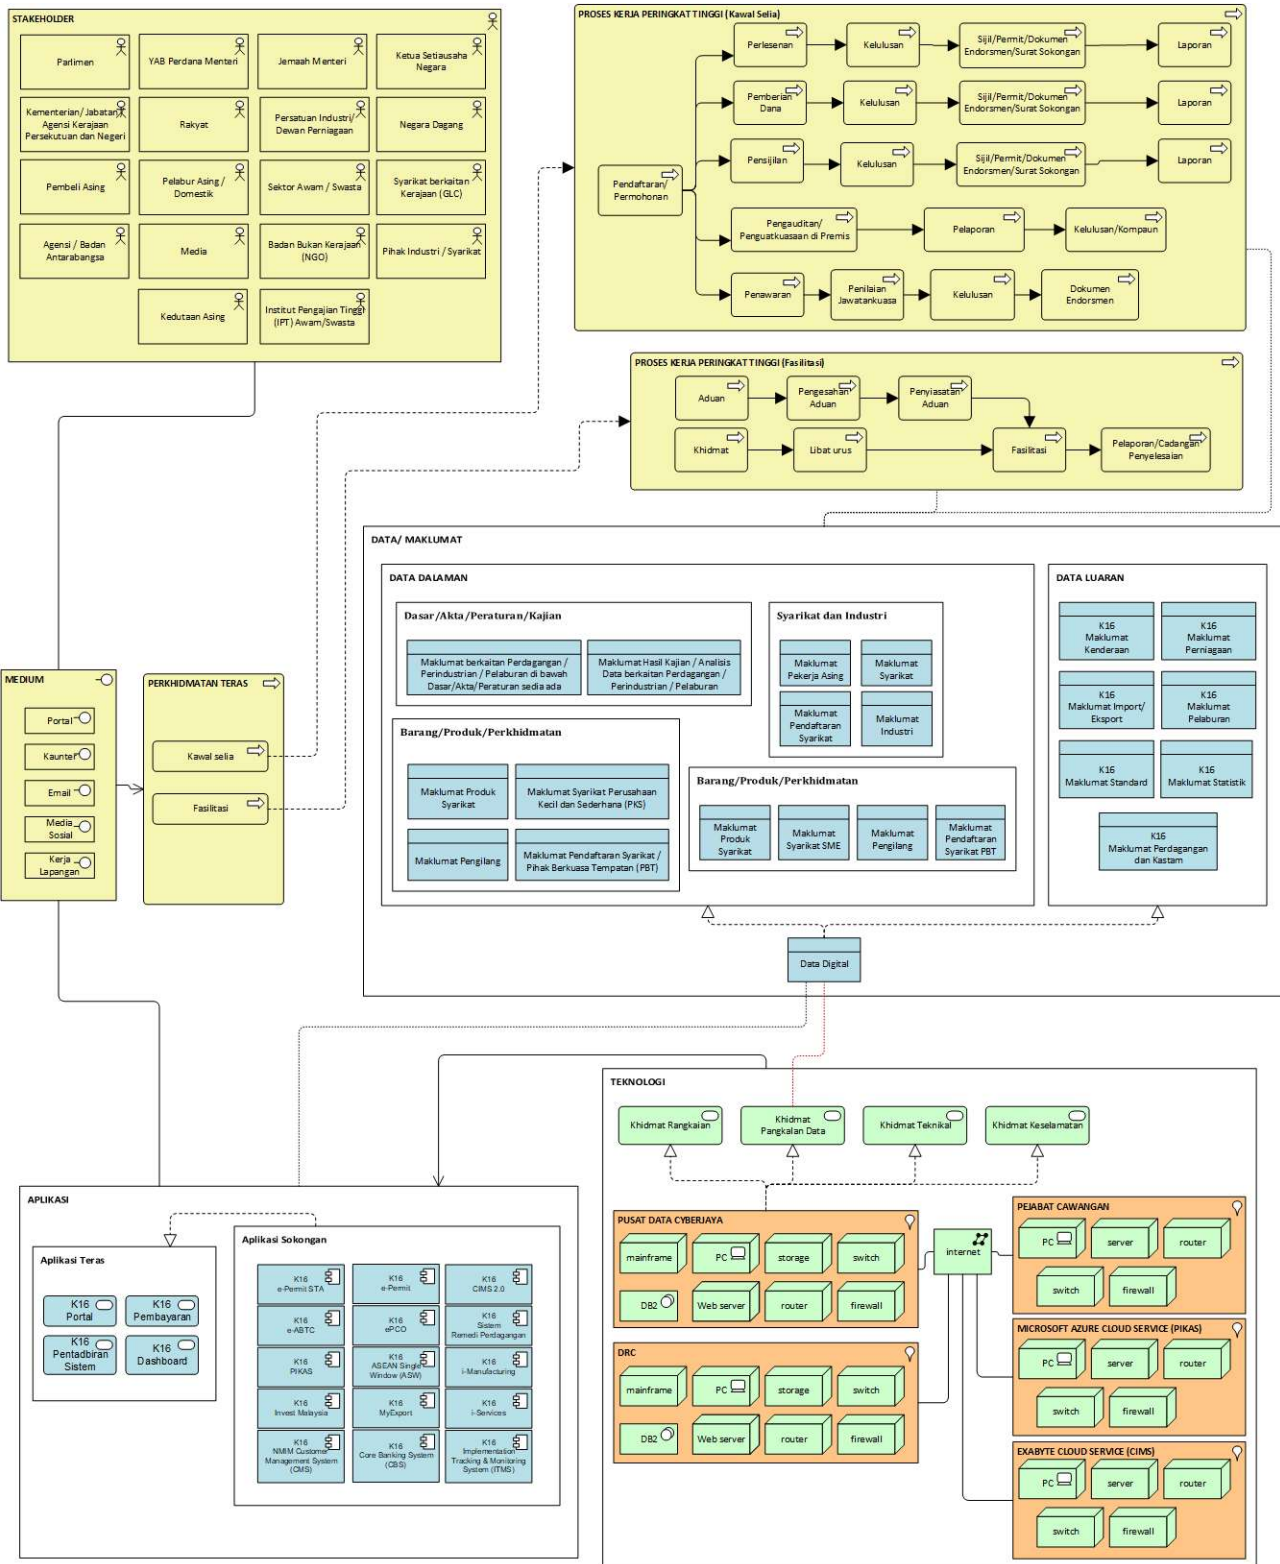 STAKEHOLDER
Parlimen
YAB Perdana Menteri
Jemaah Menteri
Ketua Setiausaha
Negara
Kementerian/ Jabatan/
Agensi Kerajaan
Persekutuan dan Negeri
Rakyat
Persatuan Industri/
Dewan Perniagaan
Negara Dagang
Pembeli Asing
Pelabur Asing /
Domestik
Sektor Awam / Swasta
Syarikat berkaitan
Kerajaan (GLC)
Agensi / Badan
Antarabangsa
Media
Badan Bukan Kerajaan
(NGO)
Pihak Industri / Syarikat
Kedutaan Asing
Institut Pengajian Tinggi
(IPT) Awam/Swasta
PROSES KERJA PERINGKAT TINGGI (Kawal Selia)
Pendaftaran/
Permohonan
Perlesenan
Kelulusan
Sijil/Permit/Dokumen
Endorsmen/Surat Sokongan
Laporan
Pemberian
Dana
Kelulusan
Sijil/Permit/Dokumen
Endorsmen/Surat Sokongan
Laporan
Pensijilan
Kelulusan
Sijil/Permit/Dokumen
Endorsmen/Surat Sokongan
Laporan
Pengauditan/
Penguatkuasaan di Premis
Pelaporan
Kelulusan/Kompaun
Penawaran
Penilaian
Jawatankuasa
Kelulusan
Dokumen
Endorsmen
PROSES KERJA PERINGKAT TINGGI (Fasilitasi)
Aduan
Pengesahan
Aduan
Penyiasatan
Aduan
Khidmat
Libat urus
Fasilitasi
Pelaporan/Cadangan
Penyelesaian
MEDIUM
Portal
Kaunter
Email
Media
Sosial
Kerja
Lapangan
PERKHIDMATAN TERAS
Kawal selia
Fasilitasi
DATA/ MAKLUMAT
DATA DALAMAN
Dasar/Akta/Peraturan/Kajian
Maklumat berkaitan Perdagangan /
Perindustrian / Pelaburan di bawah
Dasar/Akta/Peraturan sedia ada
Maklumat Hasil Kajian / Analisis
Data berkaitan Perdagangan /
Perindustrian / Pelaburan
Syarikat dan Industri
Maklumat
Pekerja Asing
Maklumat
Syarikat
Maklumat
Pendaftaran
Syarikat
Maklumat
Industri
Barang/Produk/Perkhidmatan
Maklumat Produk
Syarikat
Maklumat Syarikat Perusahaan
Kecil dan Sederhana (PKS)
Maklumat Pengilang
Maklumat Pendaftaran Syarikat /
Pihak Berkuasa Tempatan (PBT)
Barang/Produk/Perkhidmatan
Maklumat
Produk
Syarikat
Maklumat
Syarikat SME
Maklumat
Pengilang
Maklumat
Pendaftaran
Syarikat PBT
DATA LUARAN
K16
Maklumat
Kenderaan
K16
Maklumat
Perniagaan
K16
Maklumat Import/
Eksport
K16
Maklumat
Pelaburan
K16
Maklumat Standard
K16
Maklumat Statistik
K16
Maklumat Perdagangan
dan Kastam
Data Digital
APLIKASI
Aplikasi Teras
K16
Portal
K16
Pembayaran
K16
Pentadbiran
Sistem
K16
Dashboard
Aplikasi Sokongan
K16
e-Permit STA
K16
e-Permit
K16
CIMS 2.0
K16
e-ABTC
K16
ePCO
K16
Sistem
Remedi Perdagangan
K16
PIKAS
K16
ASEAN Single
Window (ASW)
K16
i-Manufacturing
K16
Invest Malaysia
K16
MyExport
K16
i-Services
K16
NMIM Customer
Management System
(CMS)
K16
Core Banking System
(CBS)
K16
Implementation
Tracking & Monitoring
System (ITMS)
TEKNOLOGI
Khidmat Rangkaian
Khidmat
Pangkalan Data
Khidmat Teknikal
Khidmat Keselamatan
PUSAT DATA CYBERJAYA
mainframe
PC
storage
switch
DB2
Web server
router
firewall
DRC
mainframe
PC
storage
switch
DB2
Web server
router
firewall
internet
PEJABAT CAWANGAN
PC
server
router
switch
firewall
MICROSOFT AZURE CLOUD SERVICE (PIKAS)
PC
server
router
switch
firewall
EXABYTE CLOUD SERVICE (CIMS)
PC
server
router
switch
firewall